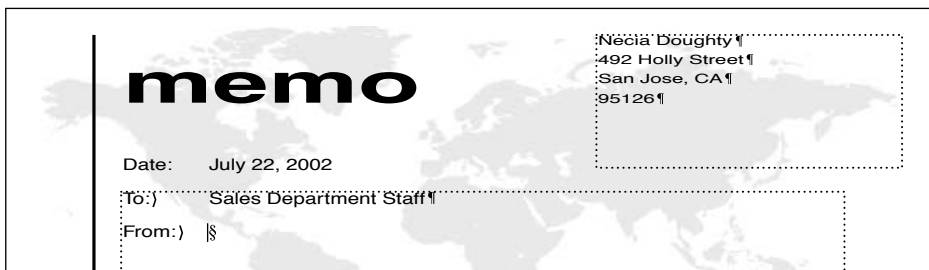 Necia Doughty¶
492 Holly Street¶
San Jose, CA¶
95126¶
memo
Date: July 22, 2002
To:⟩ Sales Department Staff¶
From:⟩ §